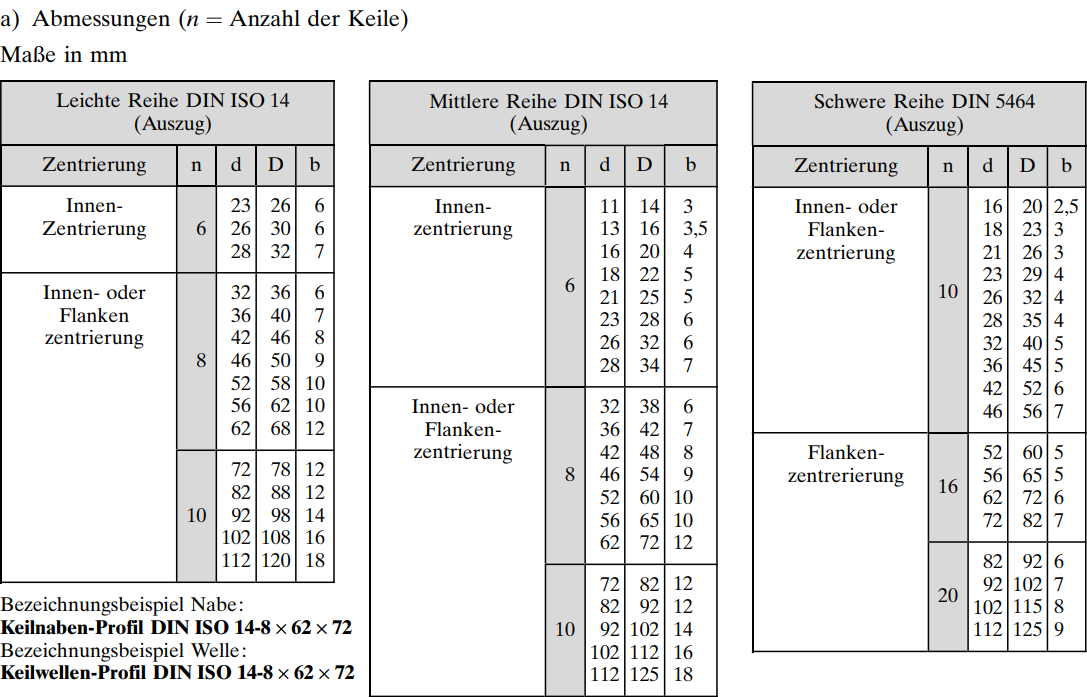 a) Abmessungen (n = Anzahl der Keile)
Maße in mm
Leichte Reihe DIN ISO 14
(Auszug)
Zentrierung n d D b
Innen- 23 26 6
Zentrierung 6 26 30 6
28 32 7
Innen- oder 32 36 6
Flanken 36 40 7
zentrierung 42 46 8
8 46 50 9
52 58 10
56 62 10
62 68 12
72 78 12
82 88 12
10 92 98 14
102 108 16
112 120 18
Bezeichnungsbeispiel Nabe:
Keilnaben-Profil DIN ISO 14-8 × 62 × 72
Bezeichnungsbeispiel Welle:
Keilwellen-Profil DIN ISO 14-8 × 62 × 72
Mittlere Reihe DIN ISO 14
(Auszug)
Zentrierung n d D b
Innen- 11 14 3
zentrierung 13 16 3,5
16 20 4
18 22 5
6 21 25 5
23 28 6
26 32 6
28 34 7
Innen- oder 32 38 6
Flanken- 36 42 7
zentrierung 42 48 8
8 46 54 9
52 60 10
56 65 10
62 72 12
72 82 12
82 92 12
10 92 102 14
102 112 16
112 125 18
Schwere Reihe DIN 5464
(Auszug)
Zentrierung n d D b
Innen- oder 16 20 2,5
Flanken- 18 23 3
zentrierung 21 26 3
23 29 4
10 26 32 4
28 35 4
32 40 5
36 45 5
42 52 6
46 56 7
Flanken- 52 60 5
zentrerierung 56 65 5
16 62 72 6
72 82 7
82 92 6
20 92 102 7
102 115 8
112 125 9